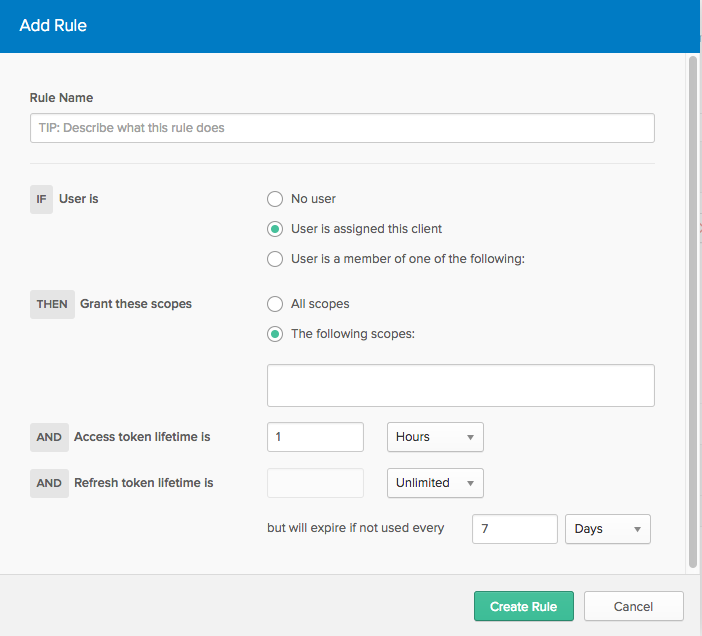 Add Rule
Rule Name
TIP: Describe what this rule does
IF User is
No user
User is assigned this client
User is a member of one of the following:
THEN Grant these scopes
All scopes
The following scopes:
AND Access token lifetime is 1 Hours
AND Refresh token lifetime is Unlimited
but will expire if not used every 7 Days
Create Rule Cancel